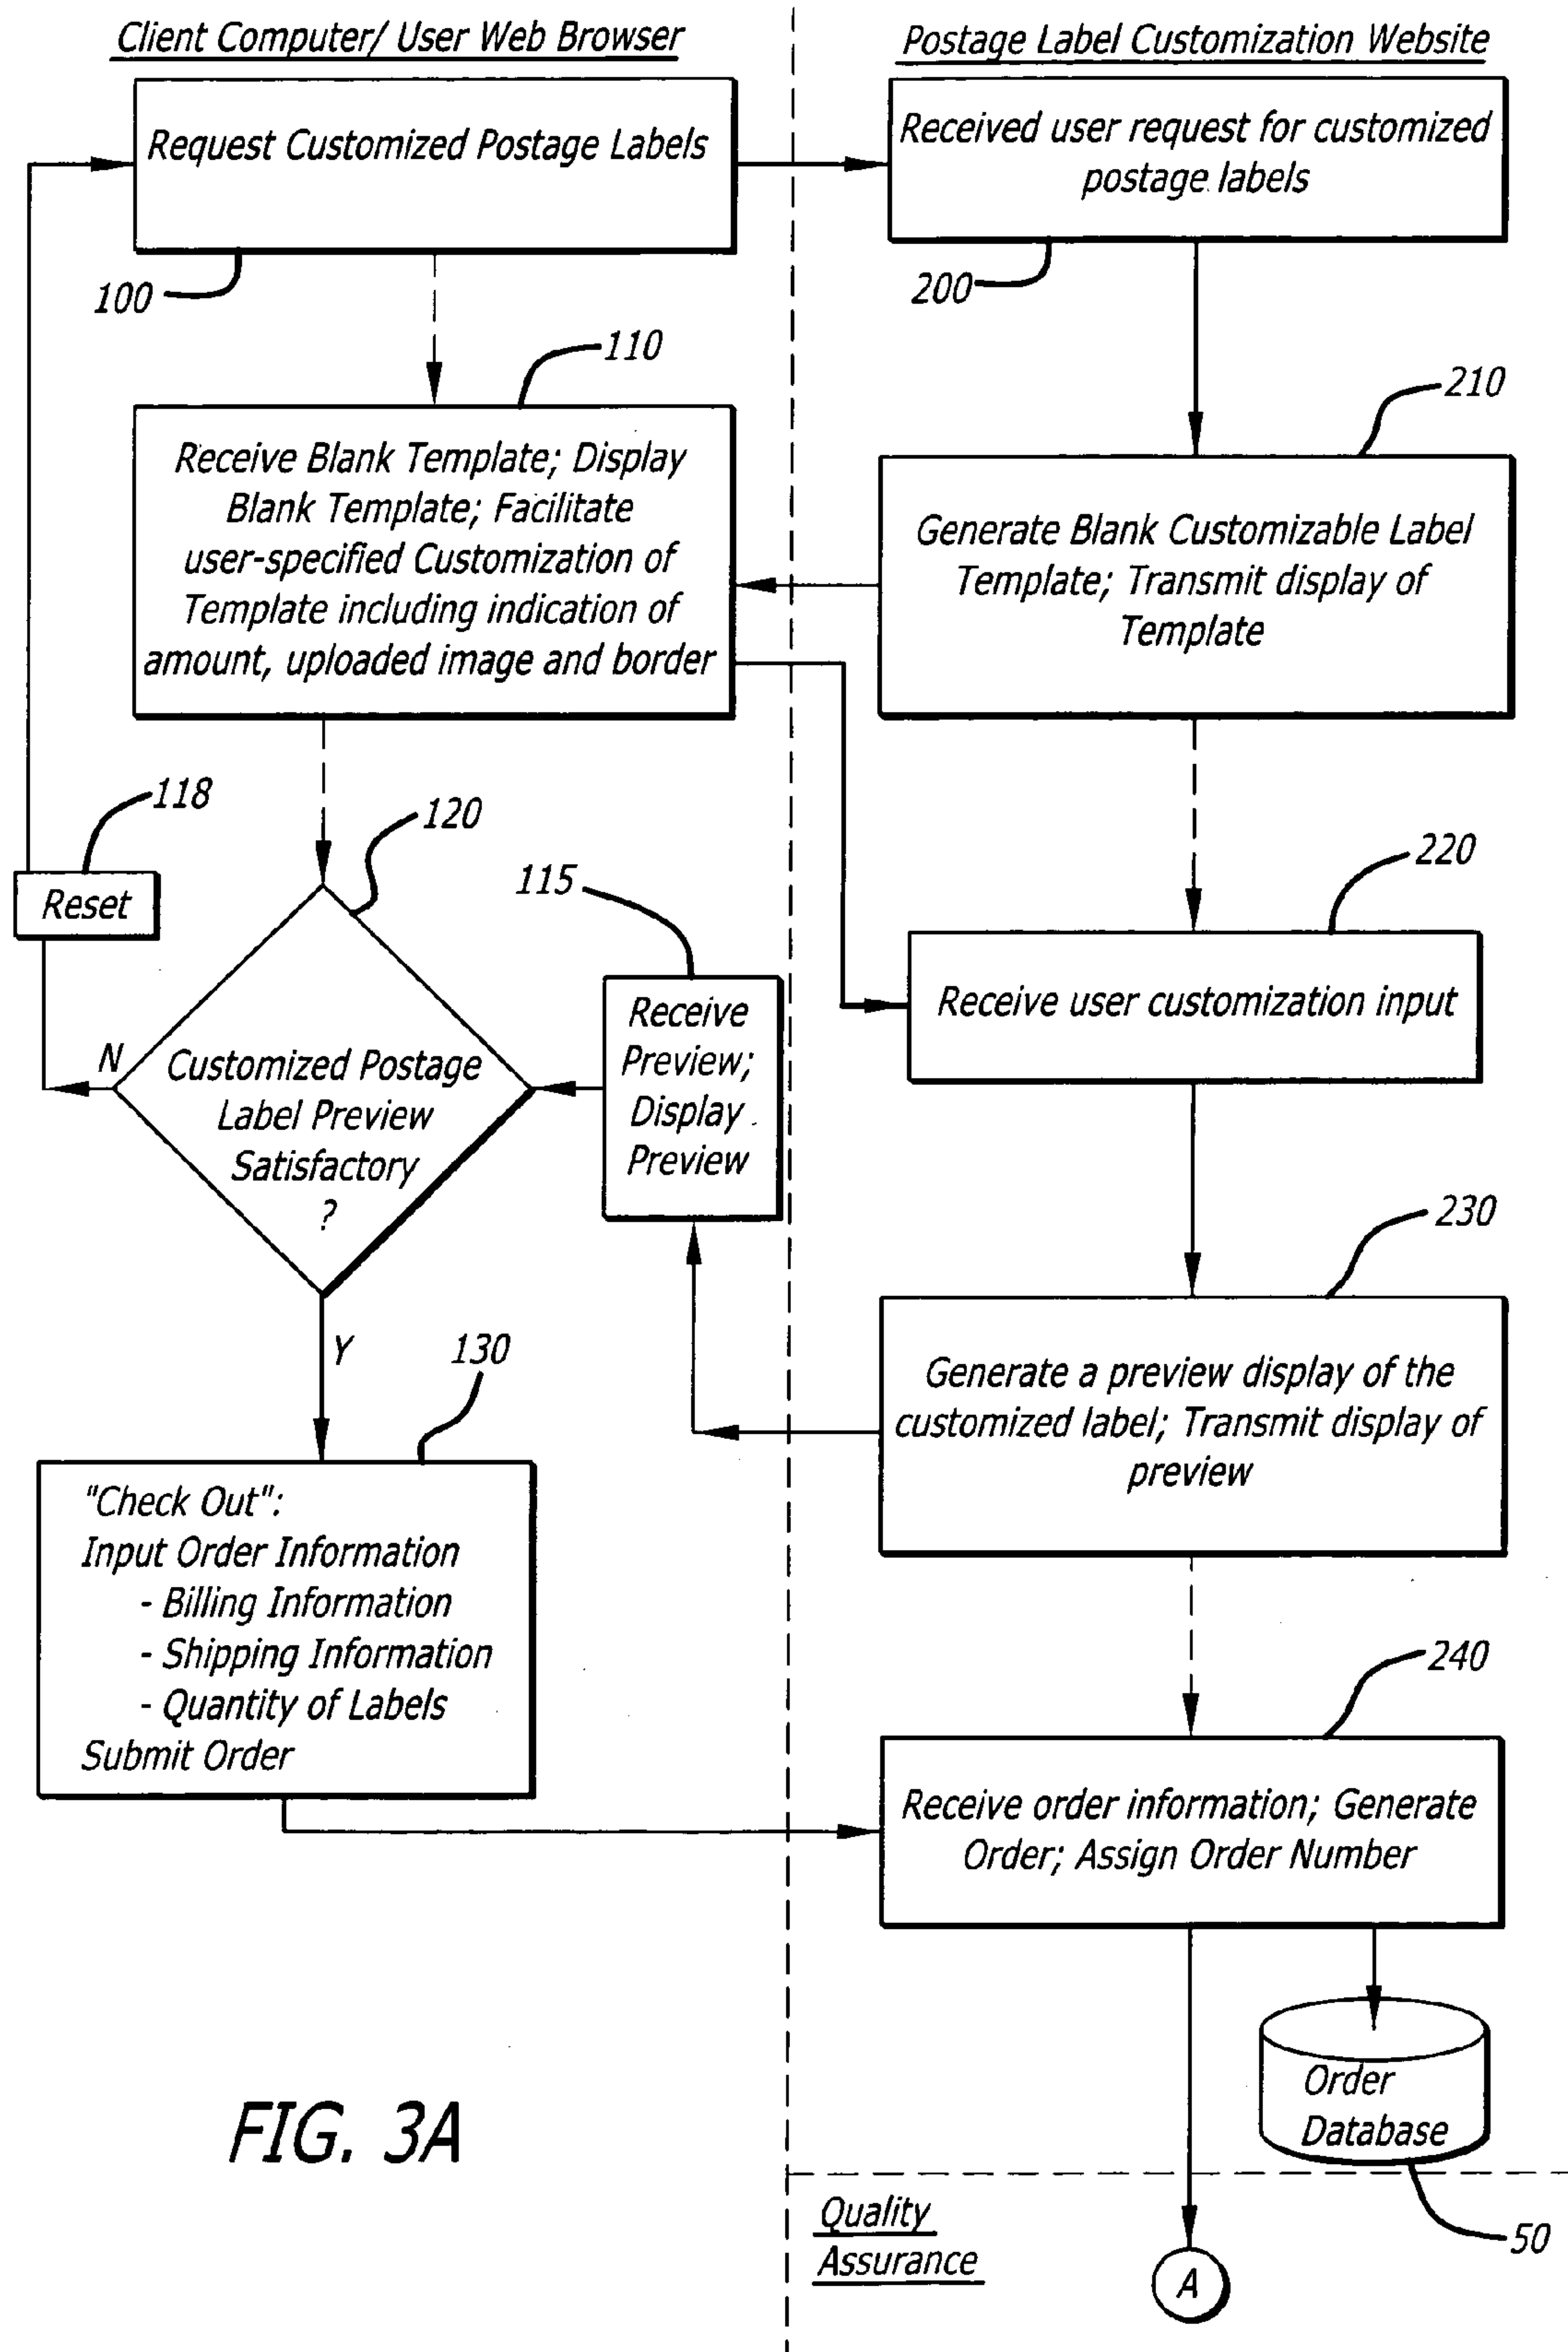 Client Computer/ User Web Browser
Postage Label Customization Website
Request Customized Postage Labels
100
Received user request for customized
postage labels
200
110
Receive Blank Template; Display
Blank Template; Facilitate
user-specified Customization of
Template including indication of
amount, uploaded image and border
210
Generate Blank Customizable Label
Template; Transmit display of
Template
118
Reset
120
115
220
Receive user customization input
Receive
Preview;
Display
Preview
N
Customized Postage
Label Preview
Satisfactory
?
Y
230
Generate a preview display of the
customized label; Transmit display of
preview
130
"Check Out":
Input Order Information
- Billing Information
- Shipping Information
- Quantity of Labels
Submit Order
240
Receive order information; Generate
Order; Assign Order Number
Order
Database
50
FIG. 3A
Quality
Assurance
A